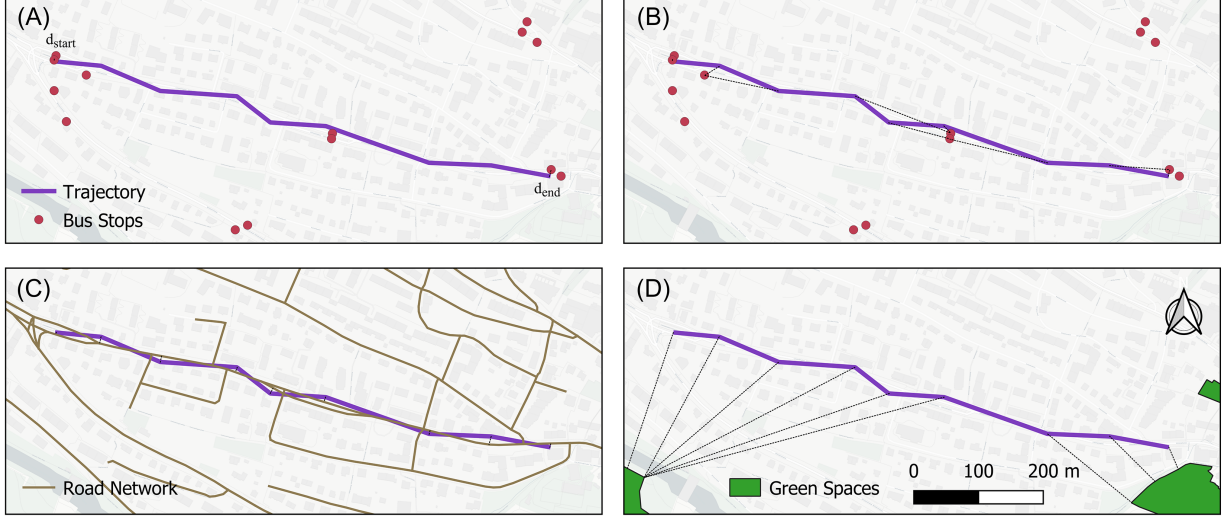 (A)
d_start
d_end
Trajectory
Bus Stops
(B)
(C)
Road Network
(D)
Green Spaces
0 100 200 m